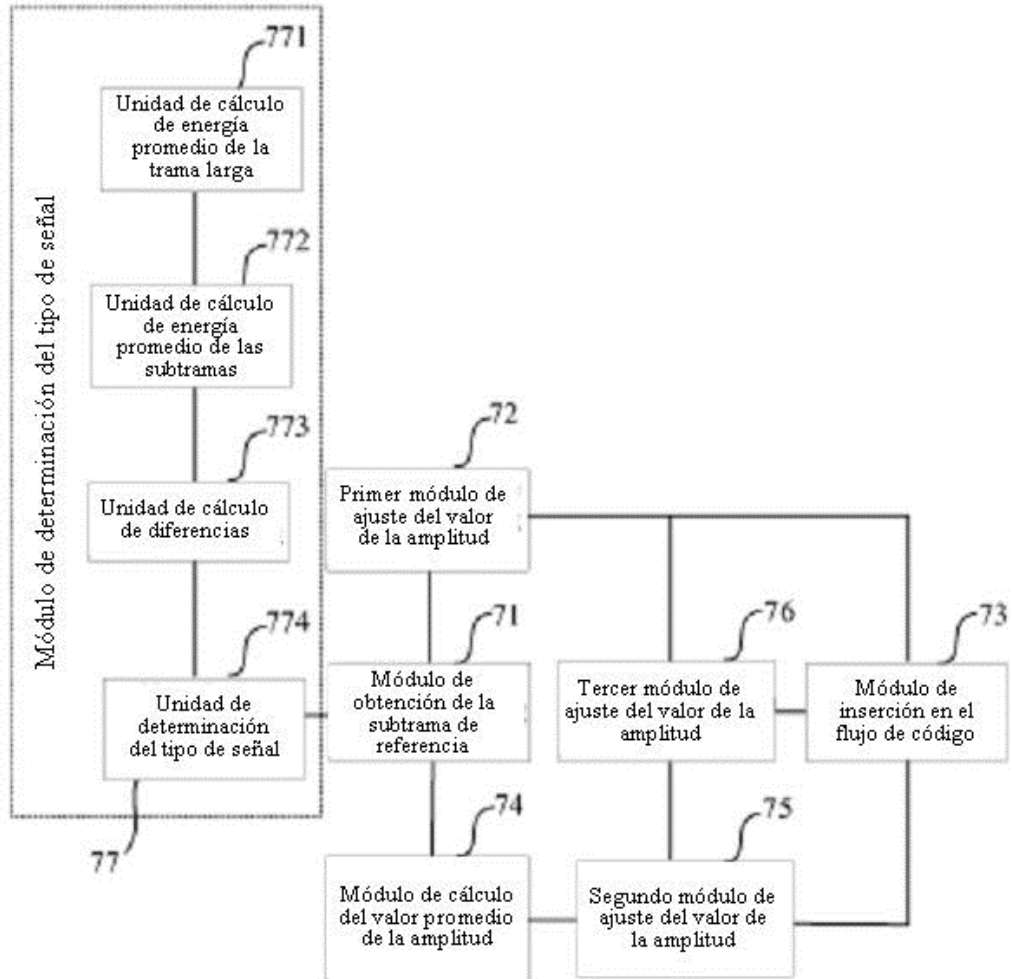 771
Unidad de cálculo
de energía
promedio de la
trama larga
772
Unidad de cálculo
de energía
promedio de las
subtramas
773
Unidad de cálculo
de diferencias
774
Unidad de
determinación
del tipo de señal
77
Módulo de determinación del tipo de señal
72
Primer módulo de
ajuste del valor
de la amplitud
71
Módulo de
obtención de la
subtrama de
referencia
76
Tercer módulo de
ajuste del valor de la
amplitud
73
Módulo de
inserción en el
flujo de código
74
Módulo de cálculo
del valor promedio
de la amplitud
75
Segundo módulo de
ajuste del valor de
la amplitud